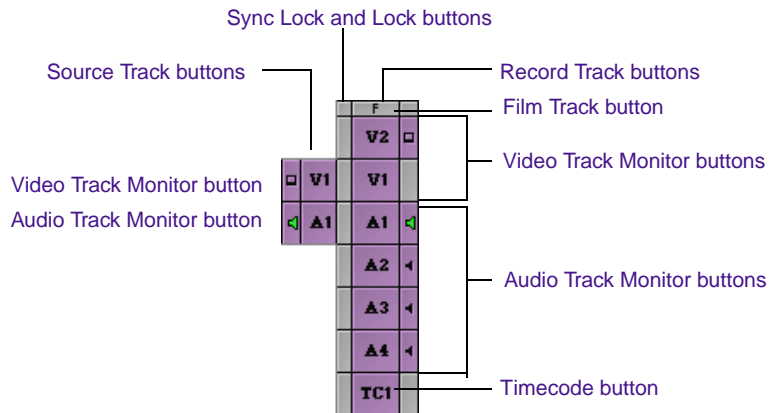 Sync Lock and Lock buttons
Source Track buttons
Record Track buttons
Film Track button
F
V2
Video Track Monitor buttons
Video Track Monitor button
V1
V1
Audio Track Monitor button
A1
A1
A2
Audio Track Monitor buttons
A3
A4
TC1
Timecode button